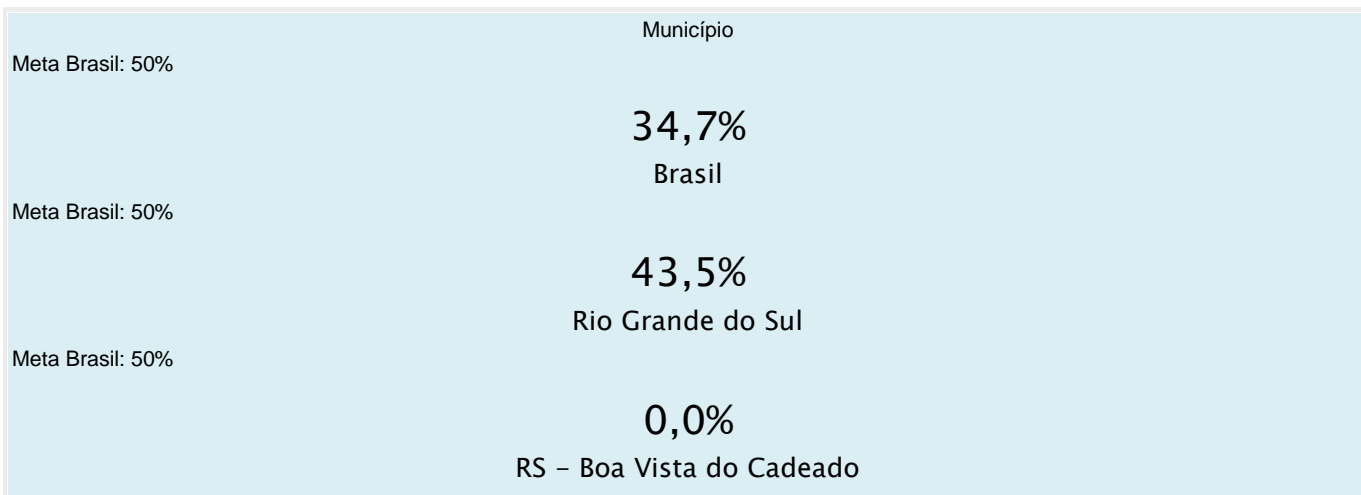 Município
Meta Brasil: 50%
34,7%
Brasil
Meta Brasil: 50%
43,5%
Rio Grande do Sul
Meta Brasil: 50%
0,0%
RS - Boa Vista do Cadeado